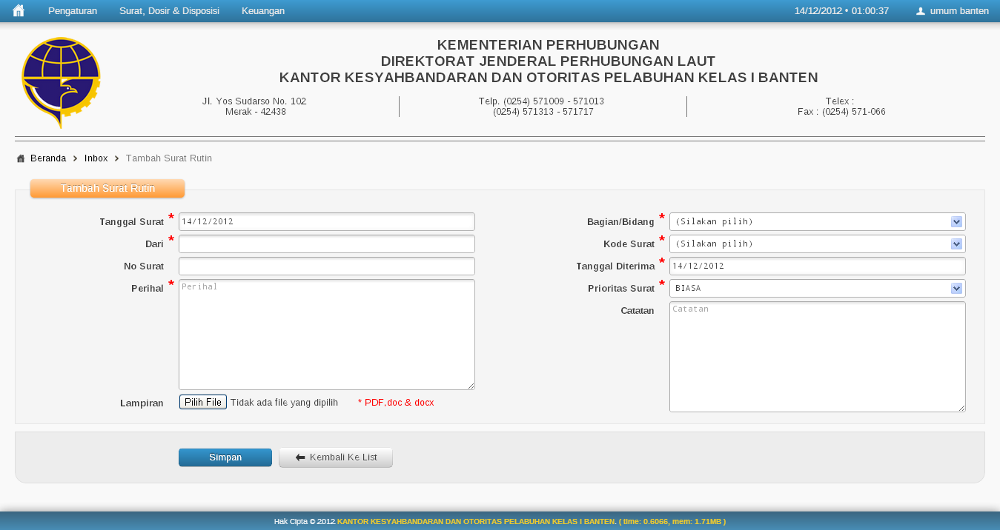 Pengaturan Surat, Dosir & Disposisi Keuangan 14/12/2012 • 01:00:37 umum banten
KEMENTERIAN PERHUBUNGAN
DIREKTORAT JENDERAL PERHUBUNGAN LAUT
KANTOR KESYAHBANDARAN DAN OTORITAS PELABUHAN KELAS I BANTEN
Jl. Yos Sudarso No. 102
Merak - 42438
Telp. (0254) 571009 - 571013
(0254) 571313 - 571717
Telex :
Fax : (0254) 571-066
Beranda > Inbox > Tambah Surat Rutin
Tambah Surat Rutin
Tanggal Surat * 14/12/2012
Dari *
No Surat
Perihal * Perihal
Lampiran Pilih File Tidak ada file yang dipilih * PDF,doc & docx
Bagian/Bidang * (Silakan pilih)
Kode Surat * (Silakan pilih)
Tanggal Diterima * 14/12/2012
Prioritas Surat * BIASA
Catatan Catatan
Simpan Kembali Ke List
Hak Cipta © 2012 KANTOR KESYAHBANDARAN DAN OTORITAS PELABUHAN KELAS I BANTEN. ( time: 0.6066, mem: 1.71MB )